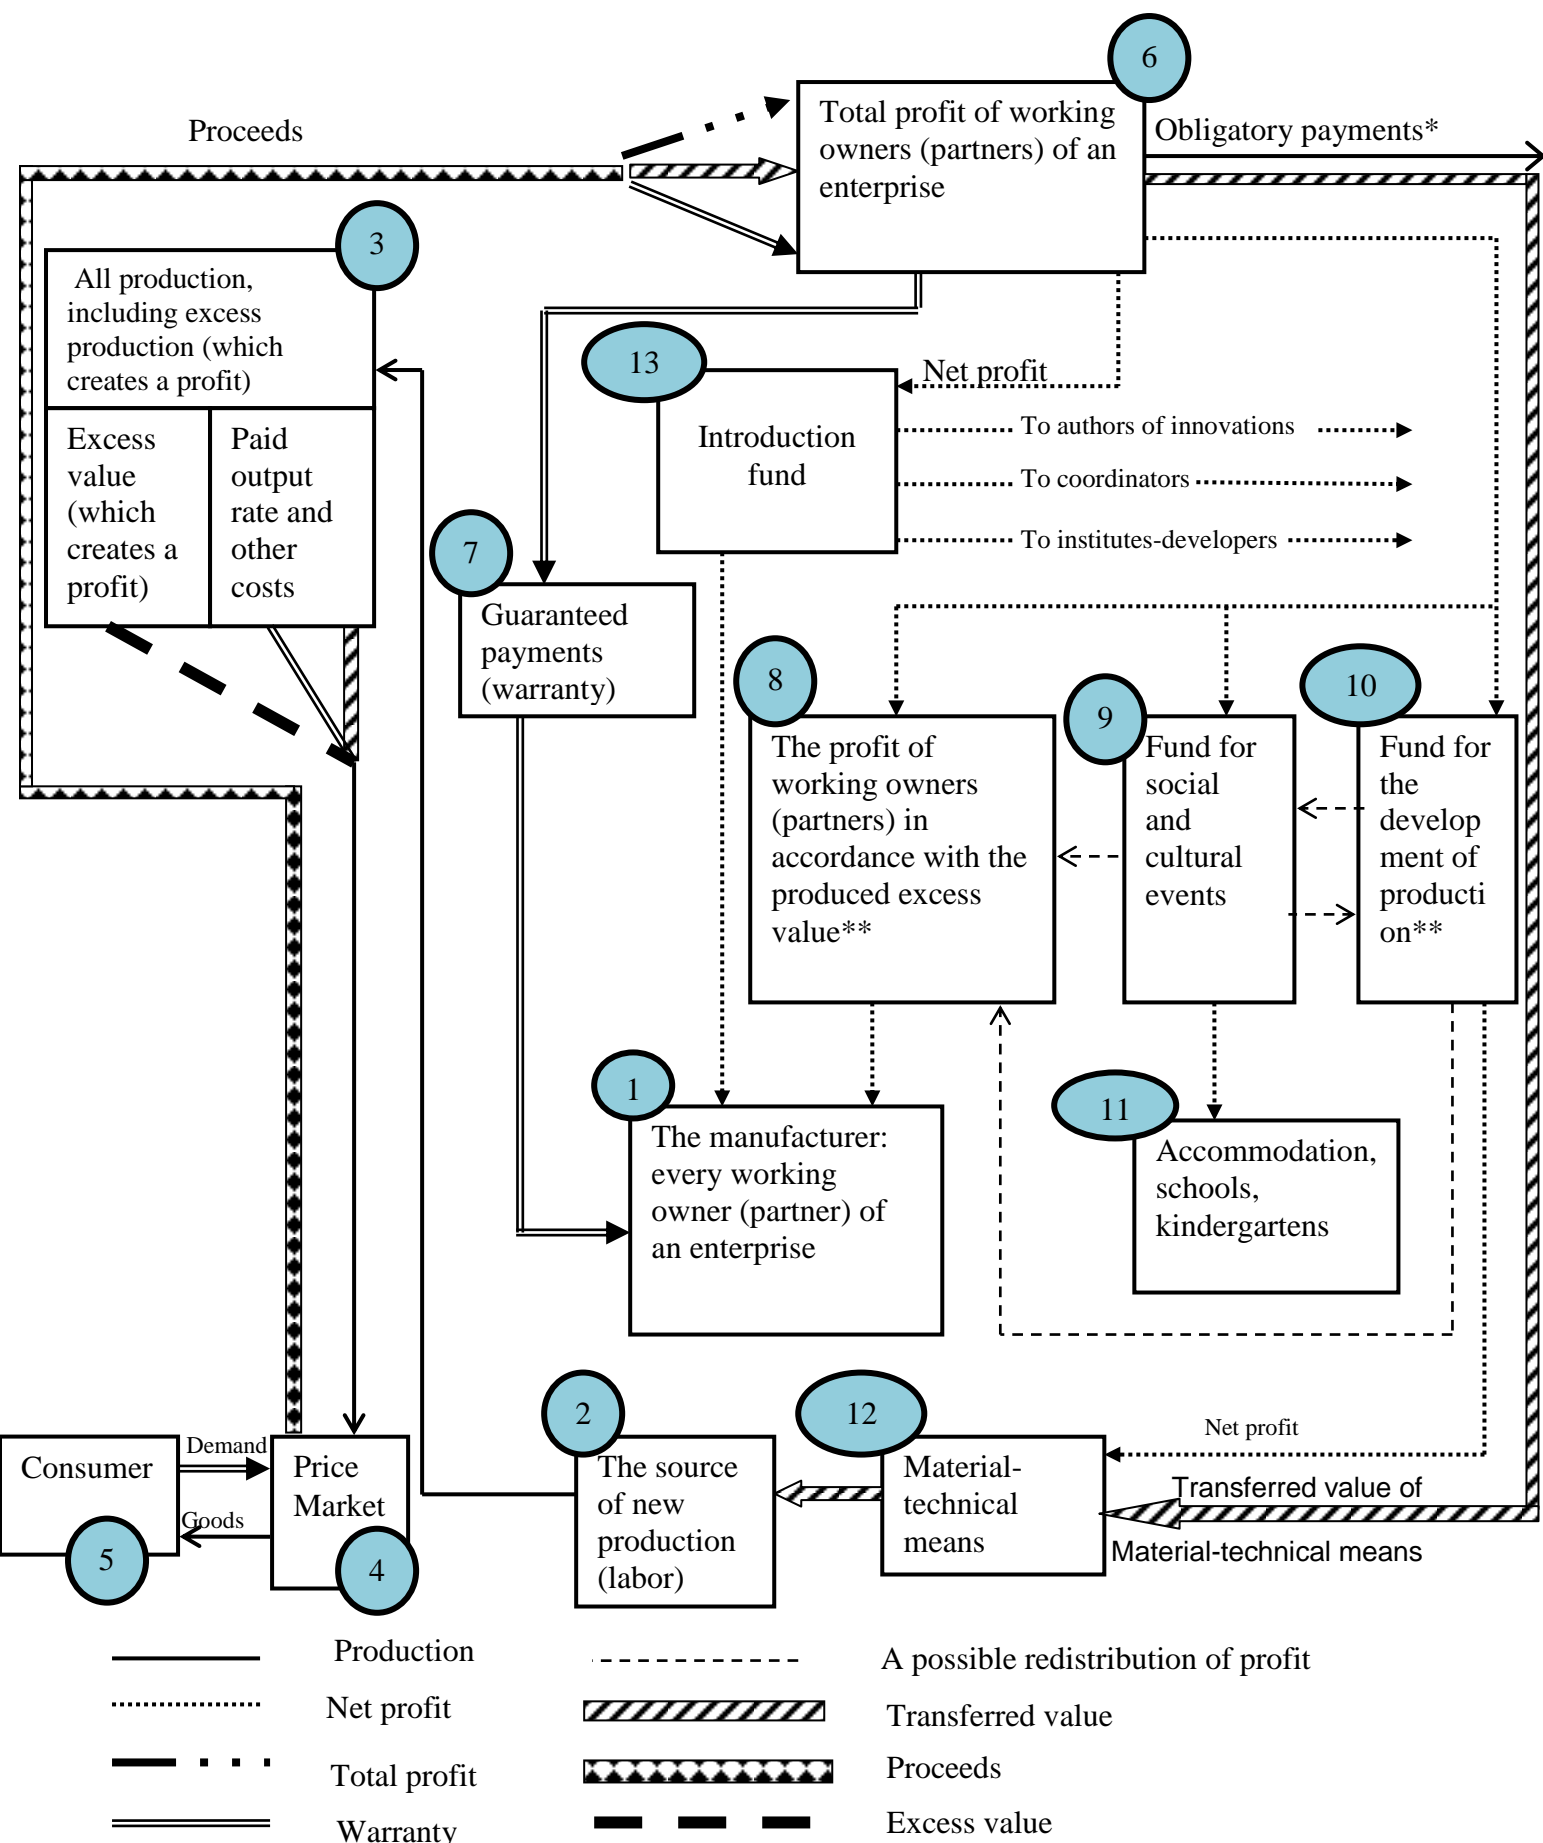 6
Total profit of working
owners (partners) of an
enterprise
Proceeds
Obligatory payments*
3
All production,
including excess
production (which
creates a profit)
Excess
value
(which
creates a
profit)
Paid
output
rate and
other
costs
13
Net profit
Introduction
fund
To authors of innovations
To coordinators
To institutes-developers
7
Guaranteed
payments
(warranty)
8
The profit of
working owners
(partners) in
accordance with the
produced excess
value**
9
Fund for
social
and
cultural
events
10
Fund for
the
develop
ment of
producti
on**
1
The manufacturer:
every working
owner (partner) of
an enterprise
11
Accommodation,
schools,
kindergartens
2
The source
of new
production
(labor)
12
Material-
technical
means
Net profit
Transferred value of
Material-technical means
Consumer
5
Demand
Goods
Price
Market
4
Production
Net profit
Total profit
Warranty
A possible redistribution of profit
Transferred value
Proceeds
Excess value